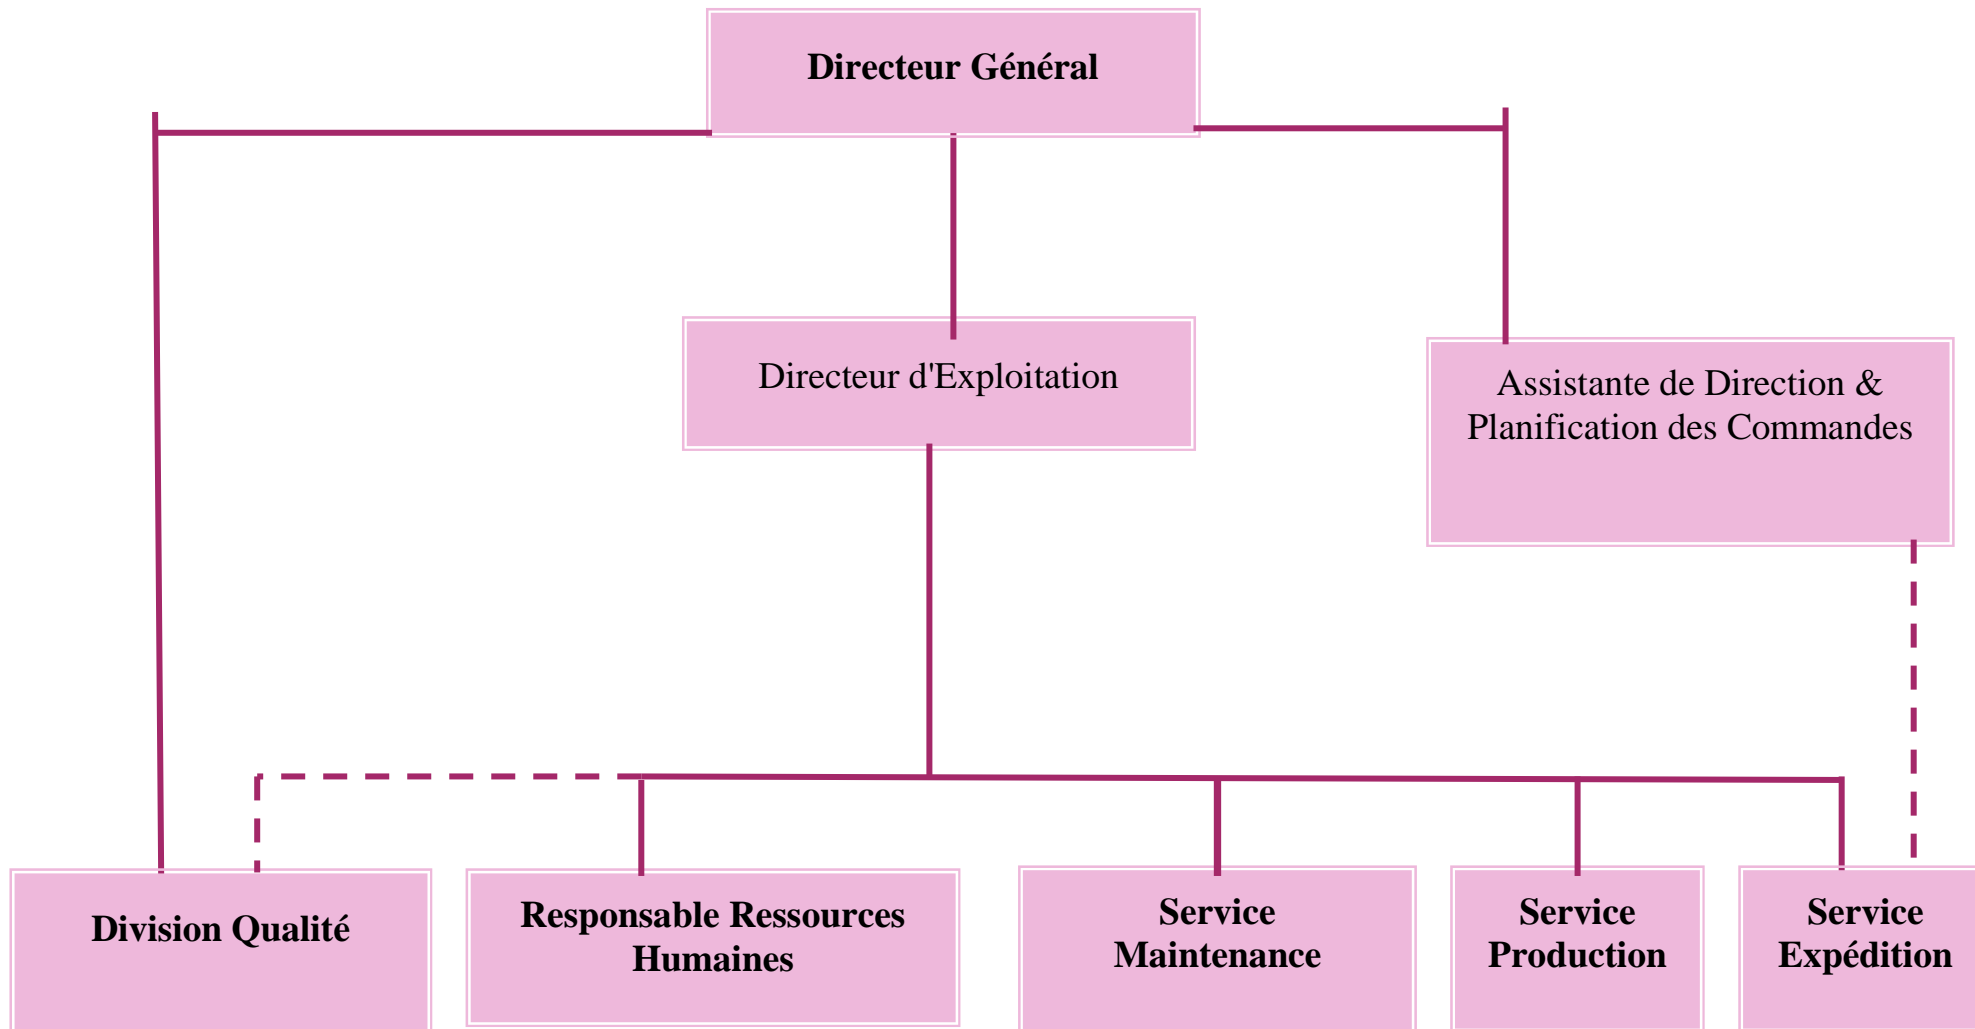 Directeur Général
Directeur d'Exploitation
Assistante de Direction &
Planification des Commandes
Division Qualité
Responsable Ressources
Humaines
Service
Maintenance
Service
Production
Service
Expédition